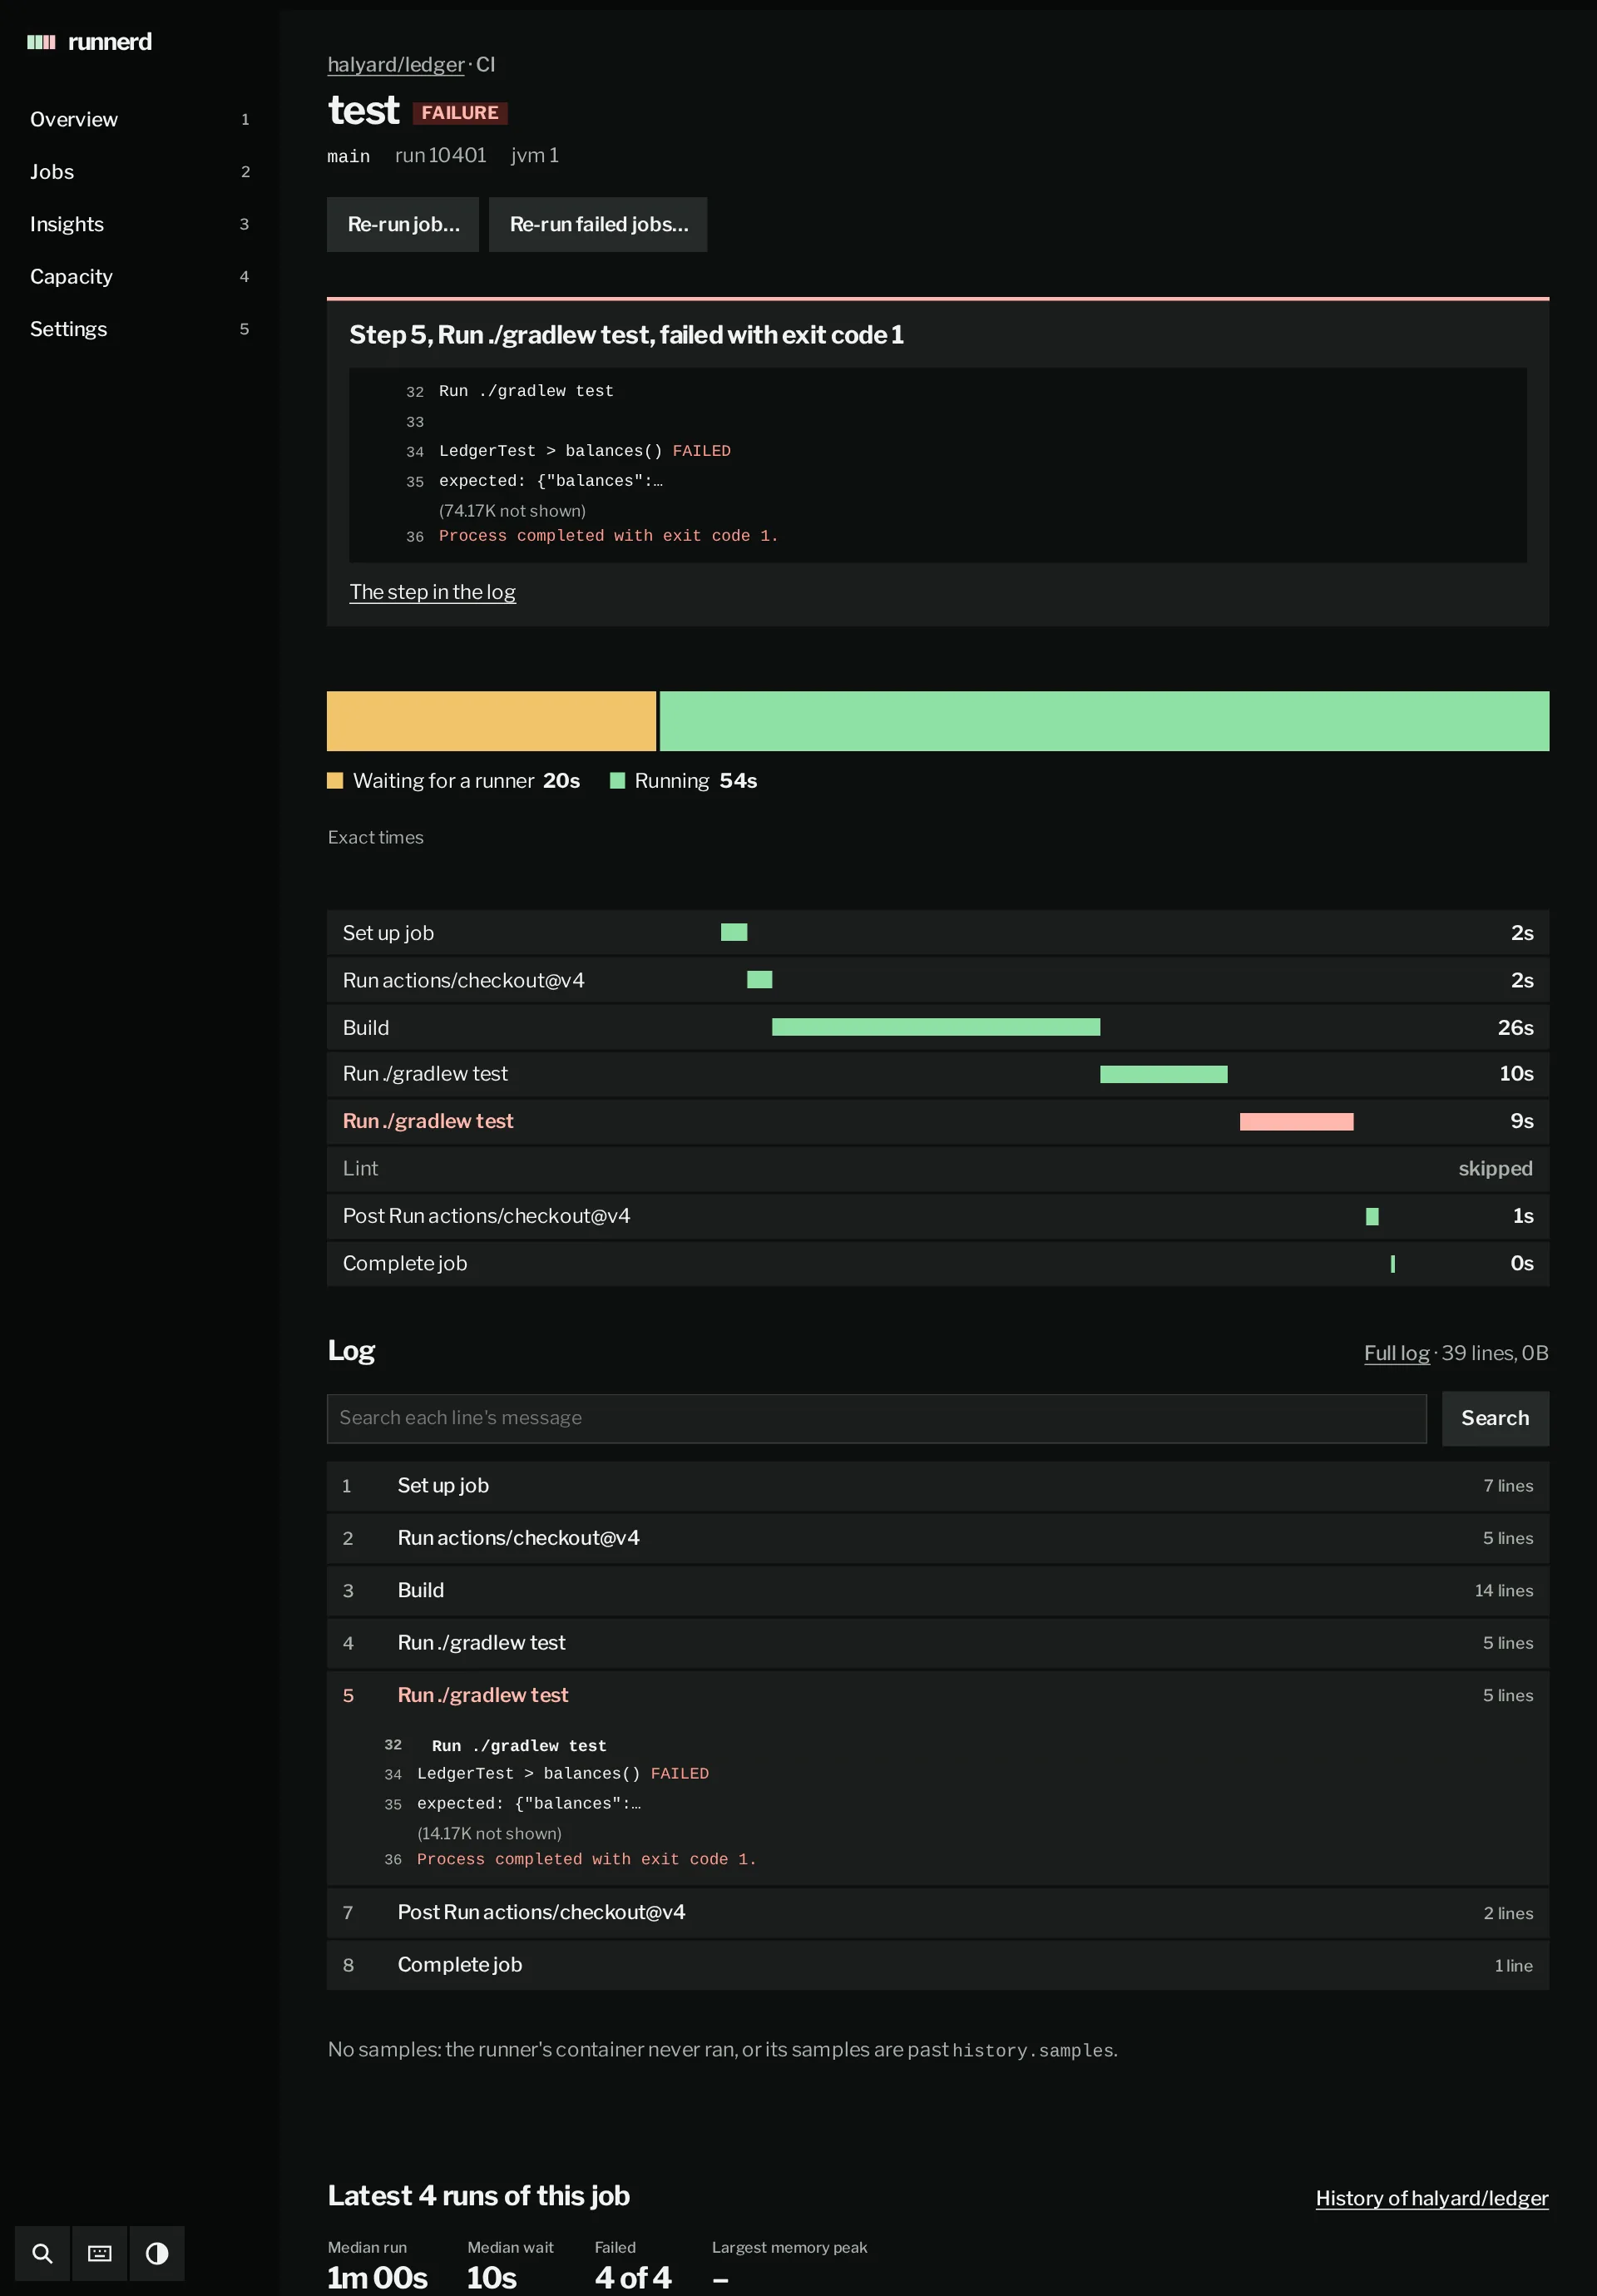 runnerd
Overview 1
Jobs 2
Insights 3
Capacity 4
Settings 5
halyard/ledger · CI
test FAILURE
main run 10401 jvm 1
Re-run job… Re-run failed jobs…
Step 5, Run ./gradlew test, failed with exit code 1
32 Run ./gradlew test
33
34 LedgerTest > balances() FAILED
35 expected: {"balances":…
(74.17K not shown)
36 Process completed with exit code 1.
The step in the log
Waiting for a runner 20s Running 54s
Exact times
Set up job 2s
Run actions/checkout@v4 2s
Build 26s
Run ./gradlew test 10s
Run ./gradlew test 9s
Lint skipped
Post Run actions/checkout@v4 1s
Complete job 0s
Log Full log · 39 lines, 0B
Search each line's message Search
1 Set up job 7 lines
2 Run actions/checkout@v4 5 lines
3 Build 14 lines
4 Run ./gradlew test 5 lines
5 Run ./gradlew test 5 lines
32 Run ./gradlew test
34 LedgerTest > balances() FAILED
35 expected: {"balances":…
(14.17K not shown)
36 Process completed with exit code 1.
7 Post Run actions/checkout@v4 2 lines
8 Complete job 1 line
No samples: the runner's container never ran, or its samples are past history.samples.
Latest 4 runs of this job History of halyard/ledger
Median run Median wait Failed Largest memory peak
1m 00s 10s 4 of 4 –